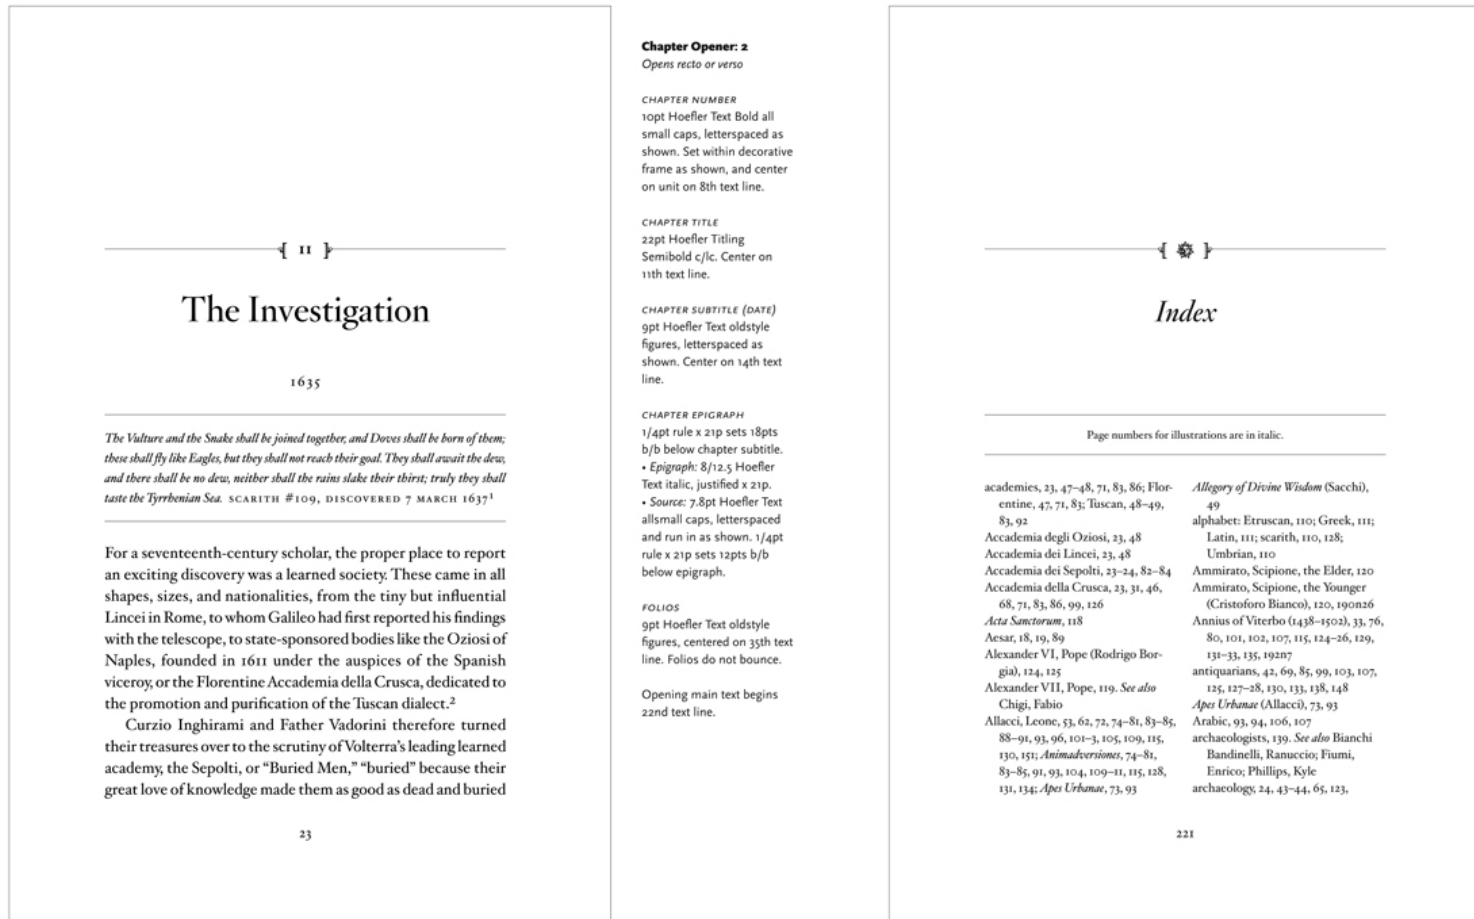 { II }
The Investigation
1635
The Vulture and the Snake shall be joined together, and Doves shall be born of them;
these shall fly like Eagles, but they shall not reach their goal. They shall await the dew,
and there shall be no dew, neither shall the rains slake their thirst; truly they shall
taste the Tyrrhenian Sea. SCARITH #109, DISCOVERED 7 MARCH 1637¹
For a seventeenth-century scholar, the proper place to report
an exciting discovery was a learned society. These came in all
shapes, sizes, and nationalities, from the tiny but influential
Lincei in Rome, to whom Galileo had first reported his findings
with the telescope, to state-sponsored bodies like the Oziosi of
Naples, founded in 1611 under the auspices of the Spanish
viceroy, or the Florentine Accademia della Crusca, dedicated to
the promotion and purification of the Tuscan dialect.²
Curzio Inghirami and Father Vadorini therefore turned
their treasures over to the scrutiny of Volterra's leading learned
academy, the Sepolti, or “Buried Men,” “buried” because their
great love of knowledge made them as good as dead and buried
23
Chapter Opener: 2
Opens recto or verso
CHAPTER NUMBER
10pt Hoefler Text Bold all
small caps, letterspaced as
shown. Set within decorative
frame as shown, and center
on unit on 8th text line.
CHAPTER TITLE
22pt Hoefler Titling
Semibold c/lc. Center on
11th text line.
CHAPTER SUBTITLE (DATE)
9pt Hoefler Text oldstyle
figures, letterspaced as
shown. Center on 14th text
line.
CHAPTER EPIGRAPH
1/4pt rule x 21p sets 18pts
b/b below chapter subtitle.
• Epigraph: 8/12.5 Hoefler
Text italic, justified x 21p.
• Source: 7.8pt Hoefler Text
allsmall caps, letterspaced
and run in as shown. 1/4pt
rule x 21p sets 12pts b/b
below epigraph.
FOLIOS
9pt Hoefler Text oldstyle
figures, centered on 35th text
line. Folios do not bounce.
Opening main text begins
22nd text line.
Index
Page numbers for illustrations are in italic.
academies, 23, 47–48, 71, 83, 86; Flor-
entine, 47, 71, 83; Tuscan, 48–49,
83, 92
Accademia degli Oziosi, 23, 48
Accademia dei Lincei, 23, 48
Accademia dei Sepolti, 23–24, 82–84
Accademia della Crusca, 23, 31, 46,
68, 71, 83, 86, 99, 126
Acta Sanctorum, 118
Aesar, 18, 19, 89
Alexander VI, Pope (Rodrigo Bor-
gia), 124, 125
Alexander VII, Pope, 119. See also
Chigi, Fabio
Allacci, Leone, 53, 62, 72, 74–81, 83–85,
88–91, 93, 96, 101–3, 105, 109, 115,
130, 151; Animadversiones, 74–81,
83–85, 91, 93, 104, 109–11, 115, 128,
131, 134; Apes Urbanae, 73, 93
Allegory of Divine Wisdom (Sacchi),
49
alphabet: Etruscan, 110; Greek, 111;
Latin, 111; scarith, 110, 128;
Umbrian, 110
Ammirato, Scipione, the Elder, 120
Ammirato, Scipione, the Younger
(Cristoforo Bianco), 120, 190n26
Annius of Viterbo (1438–1502), 33, 76,
80, 101, 102, 107, 115, 124–26, 129,
131–33, 135, 192n7
antiquarians, 42, 69, 85, 99, 103, 107,
125, 127–28, 130, 133, 138, 148
Apes Urbanae (Allacci), 73, 93
Arabic, 93, 94, 106, 107
archaeologists, 139. See also Bianchi
Bandinelli, Ranuccio; Fiumi,
Enrico; Phillips, Kyle
archaeology, 24, 43–44, 65, 123,
221